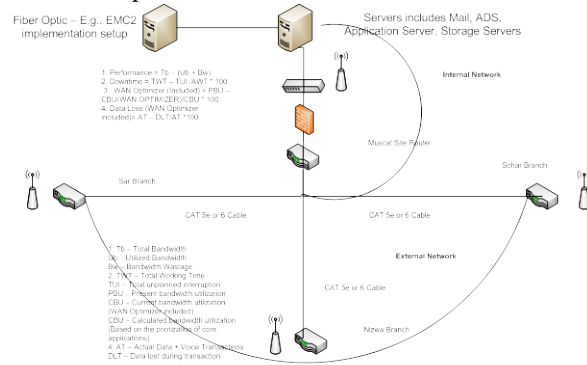 Fiber Optic – E.g.. EMC2
implementation setup
Servers includes Mail, ADS,
Application Server, Storage Servers
1. Performance = Tb – (Ub + Bw)
2. Downtime = TWT – TUI /AWT * 100
3. WAN Optimizer (Included) = PBU –
CBU(WAN OPTIMIZER)/CBU * 100
4. Data Loss (WAN Optimizer
included)= AT – DLT/AT *100
Internal Network
Muscat Site Router
Sur Branch
Sohar Branch
CAT 5e or 6 Cable
CAT 5e or 6 Cable
External Network
1. Tb – Total Bandwidth
Ub – Utilized Bandwidth
Bw – Bandwidth Wastage
2. TWT – Total Working Time
TUI – Total unplanned interruption
PBU – Present bandwidth utilization
CBU – Current bandwidth utilization
(WAN Optimizer included)
CBU – Calculated bandwidth utilization
(Based on the priotization of core
applications)
4. AT – Actual Data + Voice Transactions
DLT – Data lost during transaction
CAT 5e or 6 Cable
Nizwa Branch